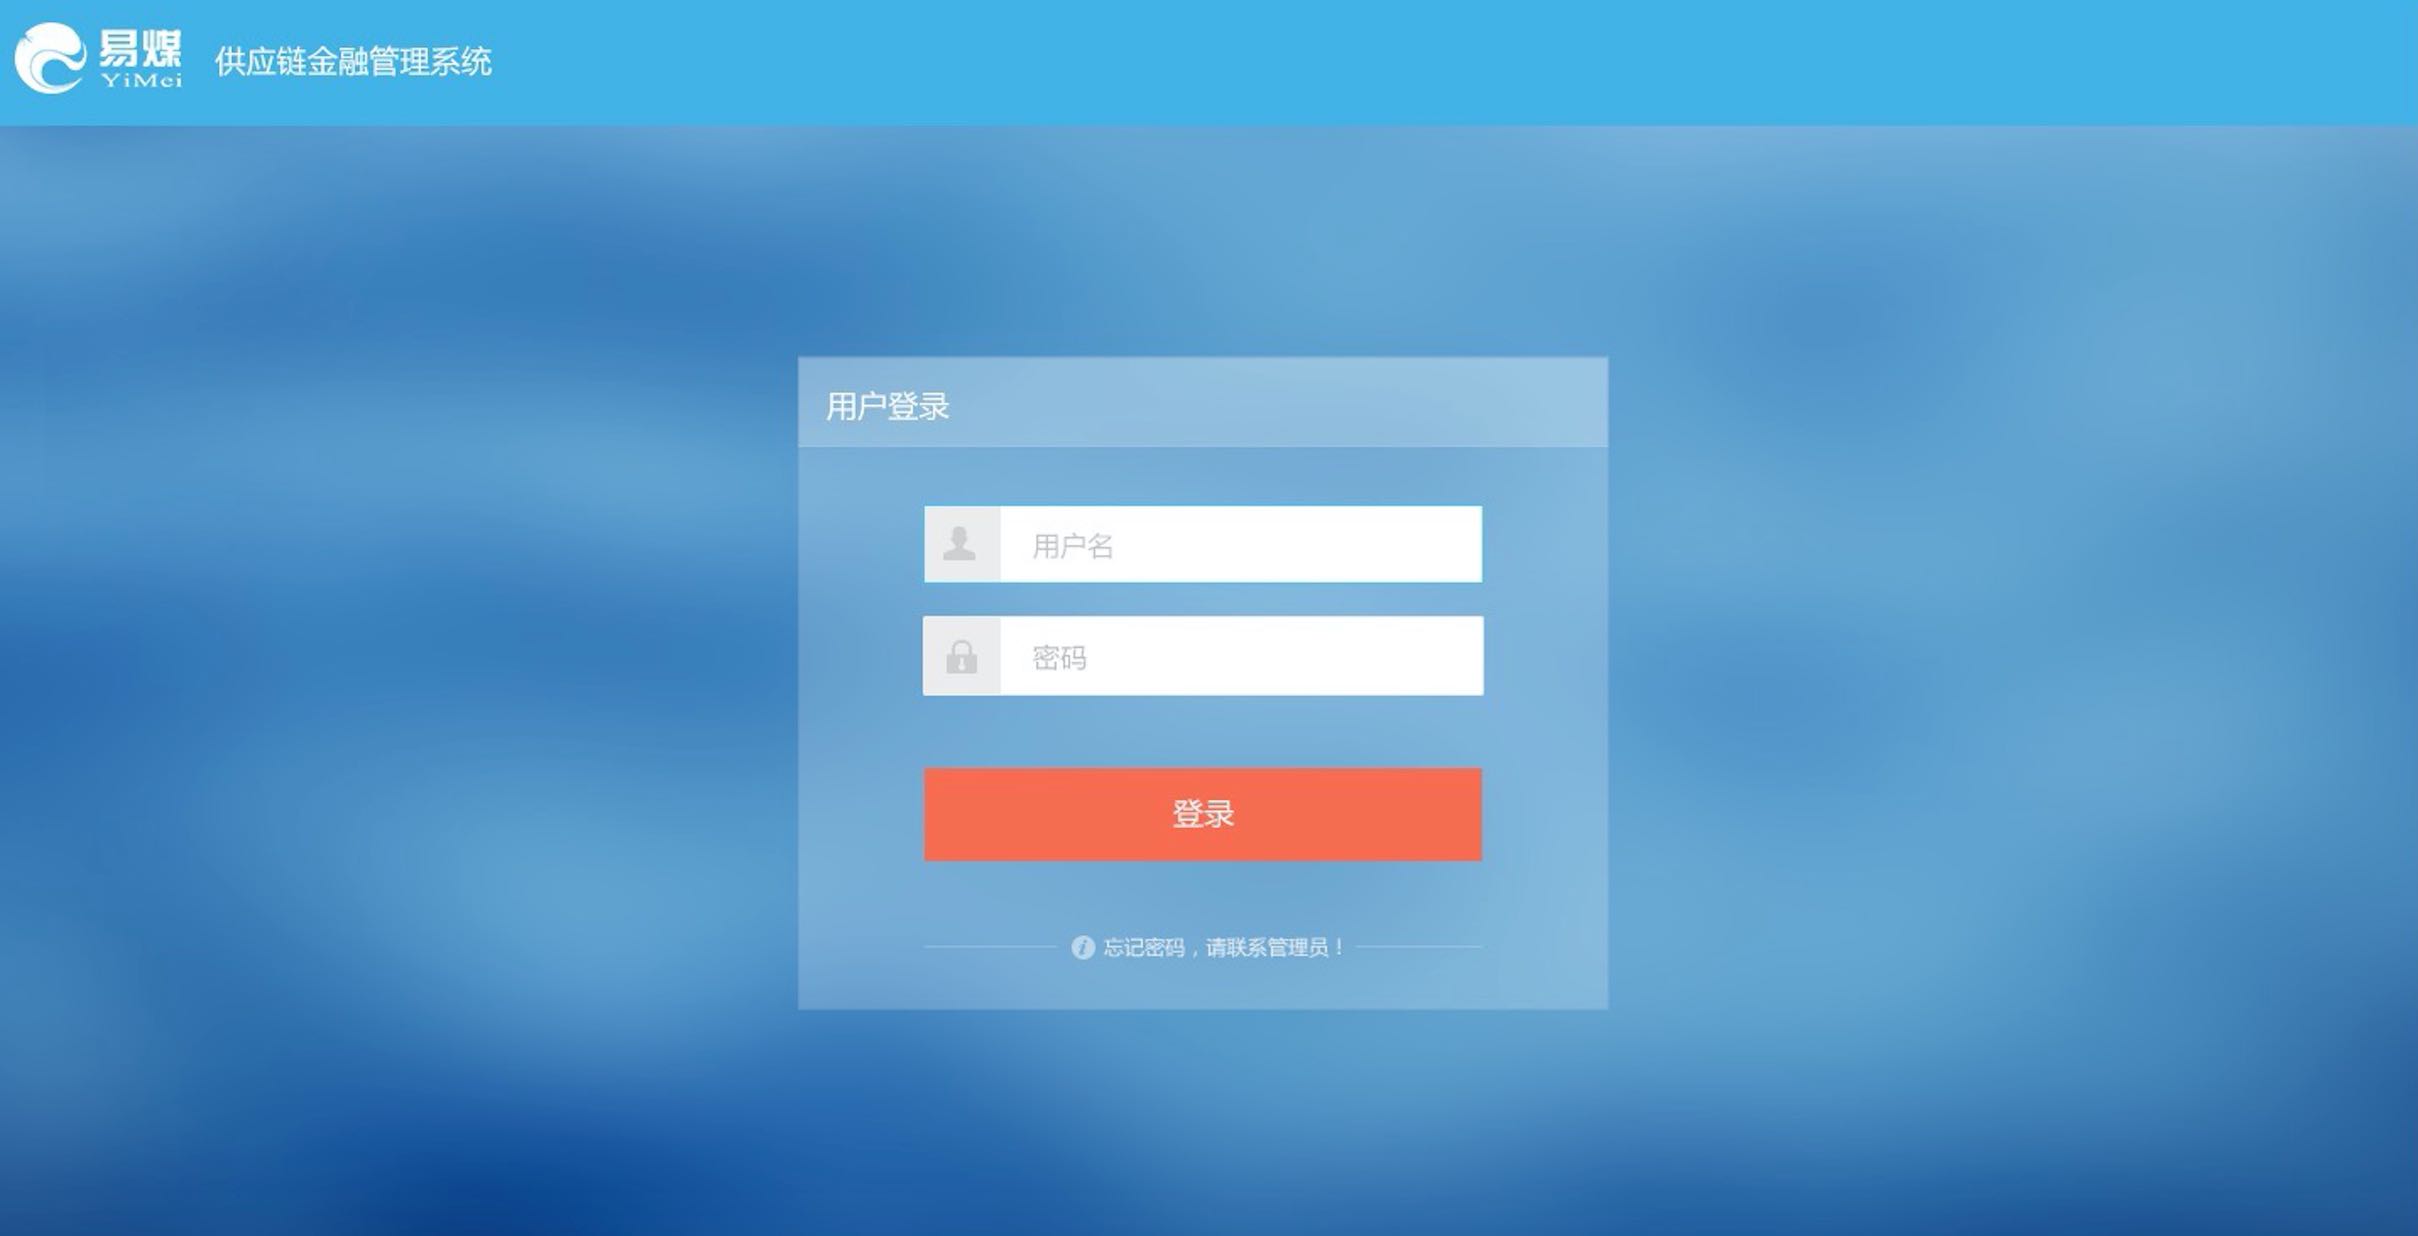 易煤
YiMei
供应链金融管理系统
用户登录
用户名
密码
登录
忘记密码，请联系管理员！